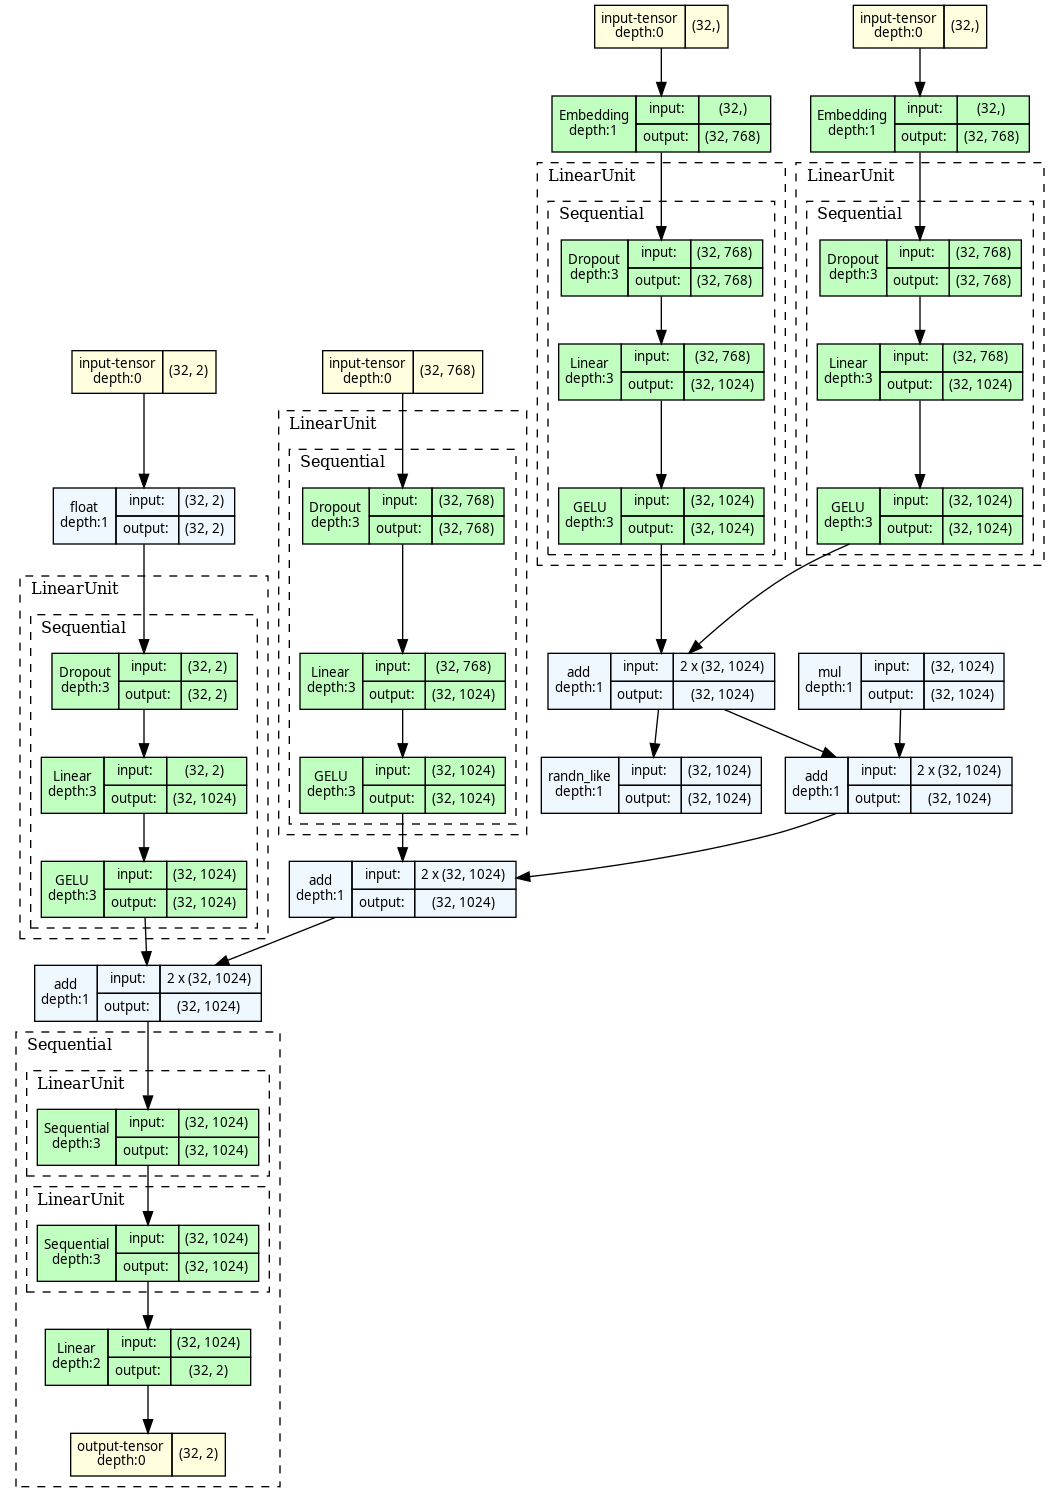 input-tensor
depth:0
(32,)
input-tensor
depth:0
(32,)
Embedding
depth:1
input:
(32,)
output:
(32, 768)
Embedding
depth:1
input:
(32,)
output:
(32, 768)
LinearUnit
Sequential
Dropout
depth:3
input:
(32, 768)
output:
(32, 768)
Linear
depth:3
input:
(32, 768)
output:
(32, 1024)
GELU
depth:3
input:
(32, 1024)
output:
(32, 1024)
LinearUnit
Sequential
Dropout
depth:3
input:
(32, 768)
output:
(32, 768)
Linear
depth:3
input:
(32, 768)
output:
(32, 1024)
GELU
depth:3
input:
(32, 1024)
output:
(32, 1024)
input-tensor
depth:0
(32, 2)
input-tensor
depth:0
(32, 768)
float
depth:1
input:
(32, 2)
output:
(32, 2)
LinearUnit
Sequential
Dropout
depth:3
input:
(32, 768)
output:
(32, 768)
Linear
depth:3
input:
(32, 768)
output:
(32, 1024)
GELU
depth:3
input:
(32, 1024)
output:
(32, 1024)
LinearUnit
Sequential
Dropout
depth:3
input:
(32, 2)
output:
(32, 2)
Linear
depth:3
input:
(32, 2)
output:
(32, 1024)
GELU
depth:3
input:
(32, 1024)
output:
(32, 1024)
add
depth:1
input:
2 x (32, 1024)
output:
(32, 1024)
mul
depth:1
input:
(32, 1024)
output:
(32, 1024)
randn_like
depth:1
input:
(32, 1024)
output:
(32, 1024)
add
depth:1
input:
2 x (32, 1024)
output:
(32, 1024)
add
depth:1
input:
2 x (32, 1024)
output:
(32, 1024)
add
depth:1
input:
2 x (32, 1024)
output:
(32, 1024)
Sequential
LinearUnit
Sequential
depth:3
input:
(32, 1024)
output:
(32, 1024)
LinearUnit
Sequential
depth:3
input:
(32, 1024)
output:
(32, 1024)
Linear
depth:2
input:
(32, 1024)
output:
(32, 2)
output-tensor
depth:0
(32, 2)